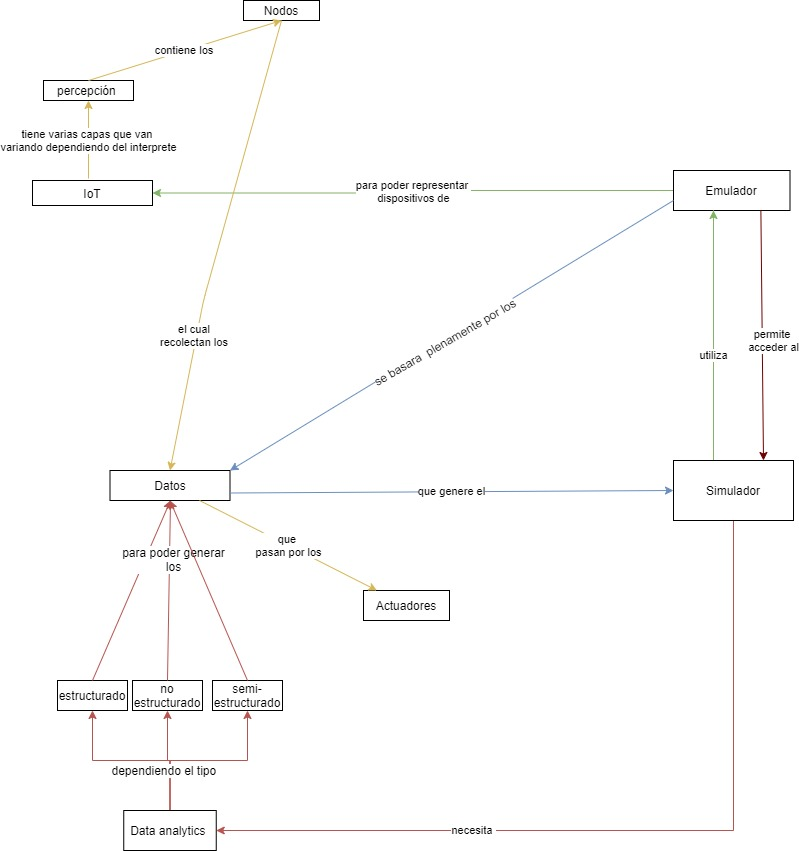 Nodos
contiene los
percepción
tiene varias capas que van
variando dependiendo del interprete
IoT
para poder representar
dispositivos de
Emulador
se basara plenamente por los
permite
acceder al
utiliza
el cual
recolectan los
Datos
que genere el
Simulador
que
pasan por los
para poder generar
los
Actuadores
estructurado
no
estructurado
semi-
estructurado
dependiendo el tipo
Data analytics
necesita